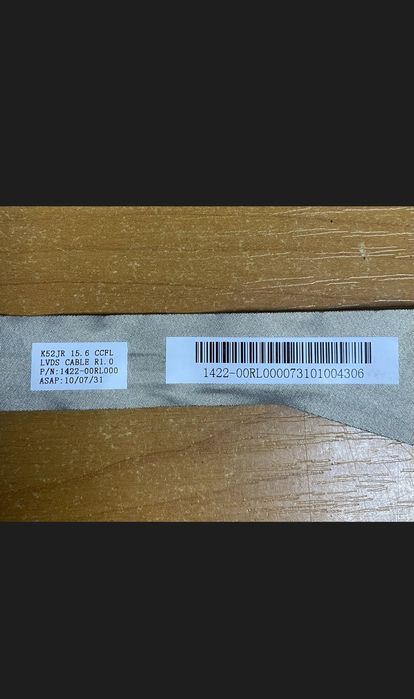 K52JR 15.6 CCFL
LVDS CABLE R1.0
P/N:1422-00RL000
ASAP:10/07/31
1422-00RL000073101004306